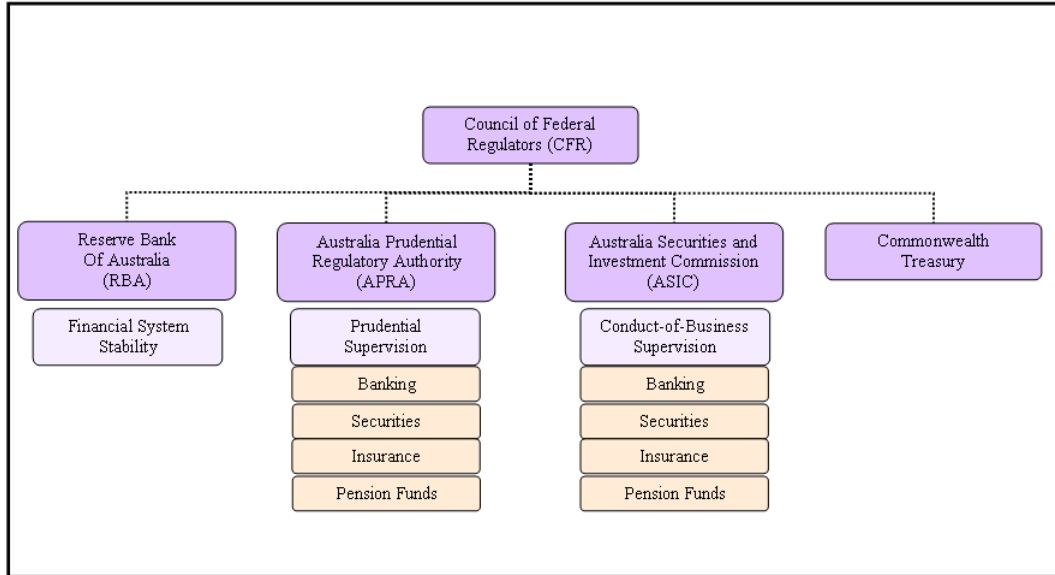 Council of Federal
Regulators (CFR)
Reserve Bank
Of Australia
(RBA)
Australia Prudential
Regulatory Authority
(APRA)
Australia Securities and
Investment Commission
(ASIC)
Commonwealth
Treasury
Financial System
Stability
Prudential
Supervision
Conduct-of-Business
Supervision
Banking
Banking
Securities
Securities
Insurance
Insurance
Pension Funds
Pension Funds